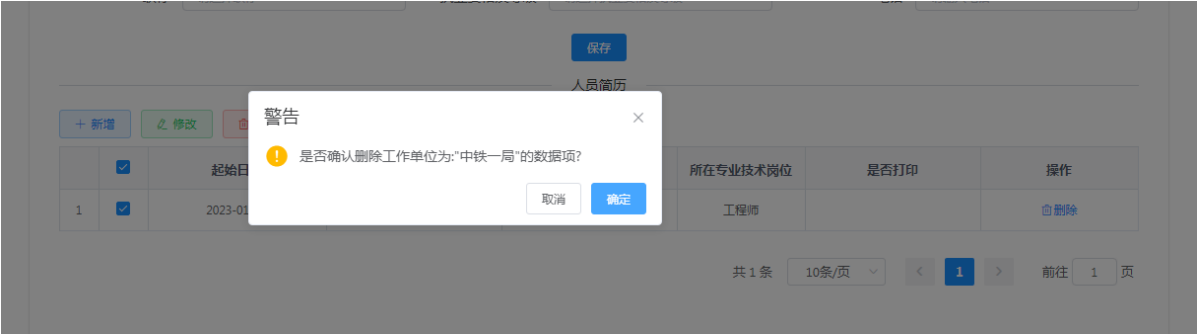 保存
人员简历
新增
修改
警告
是否确认删除工作单位为:"中铁一局"的数据项?
取消
确定
起始日
所在专业技术岗位
是否打印
操作
1
2023-01
工程师
删除
共 1 条
10条/页
1
前往 1 页